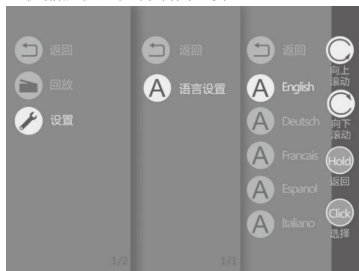 返回
回放
设置
1/2
返回
A 语言设置
1/1
返回
A English
A Deutsch
A Francais
A Espanol
A Italiano
向上
滚动
向下
滚动
Hold
返回
Click
选择